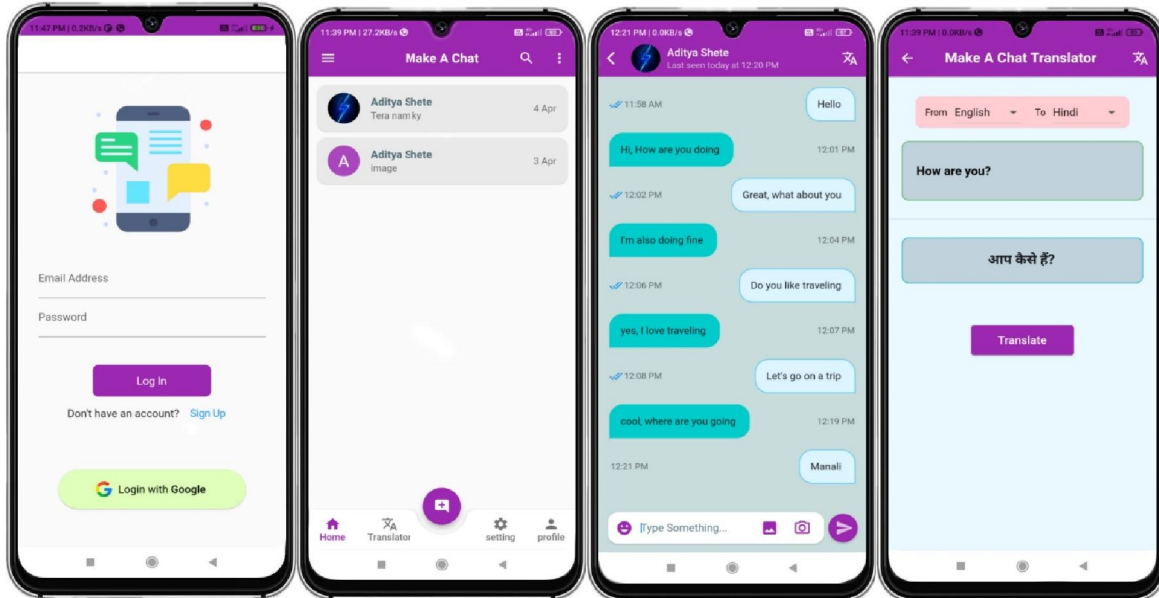 11:47 PM | 0.2KB/s
Email Address
Password
Log In
Don't have an account? Sign Up
G Login with Google
11:39 PM | 27.2KB/s
Make A Chat
Aditya Shete
4 Apr
Tera nam ky
A
Aditya Shete
3 Apr
image
Home
Translator
setting
profile
12:21 PM | 0.0KB/s
Aditya Shete
Last seen today at 12:20 PM
11:58 AM
Hello
Hi, How are you doing
12:01 PM
12:02 PM
Great, what about you
I'm also doing fine
12:04 PM
12:06 PM
Do you like traveling
yes, I love traveling
12:07 PM
12:08 PM
Let's go on a trip
cool, where are you going
12:19 PM
12:21 PM
Manali
Type Something...
11:39 PM | 0.0KB/s
Make A Chat Translator
From English To Hindi
How are you?
आप कैसे हैं?
Translate